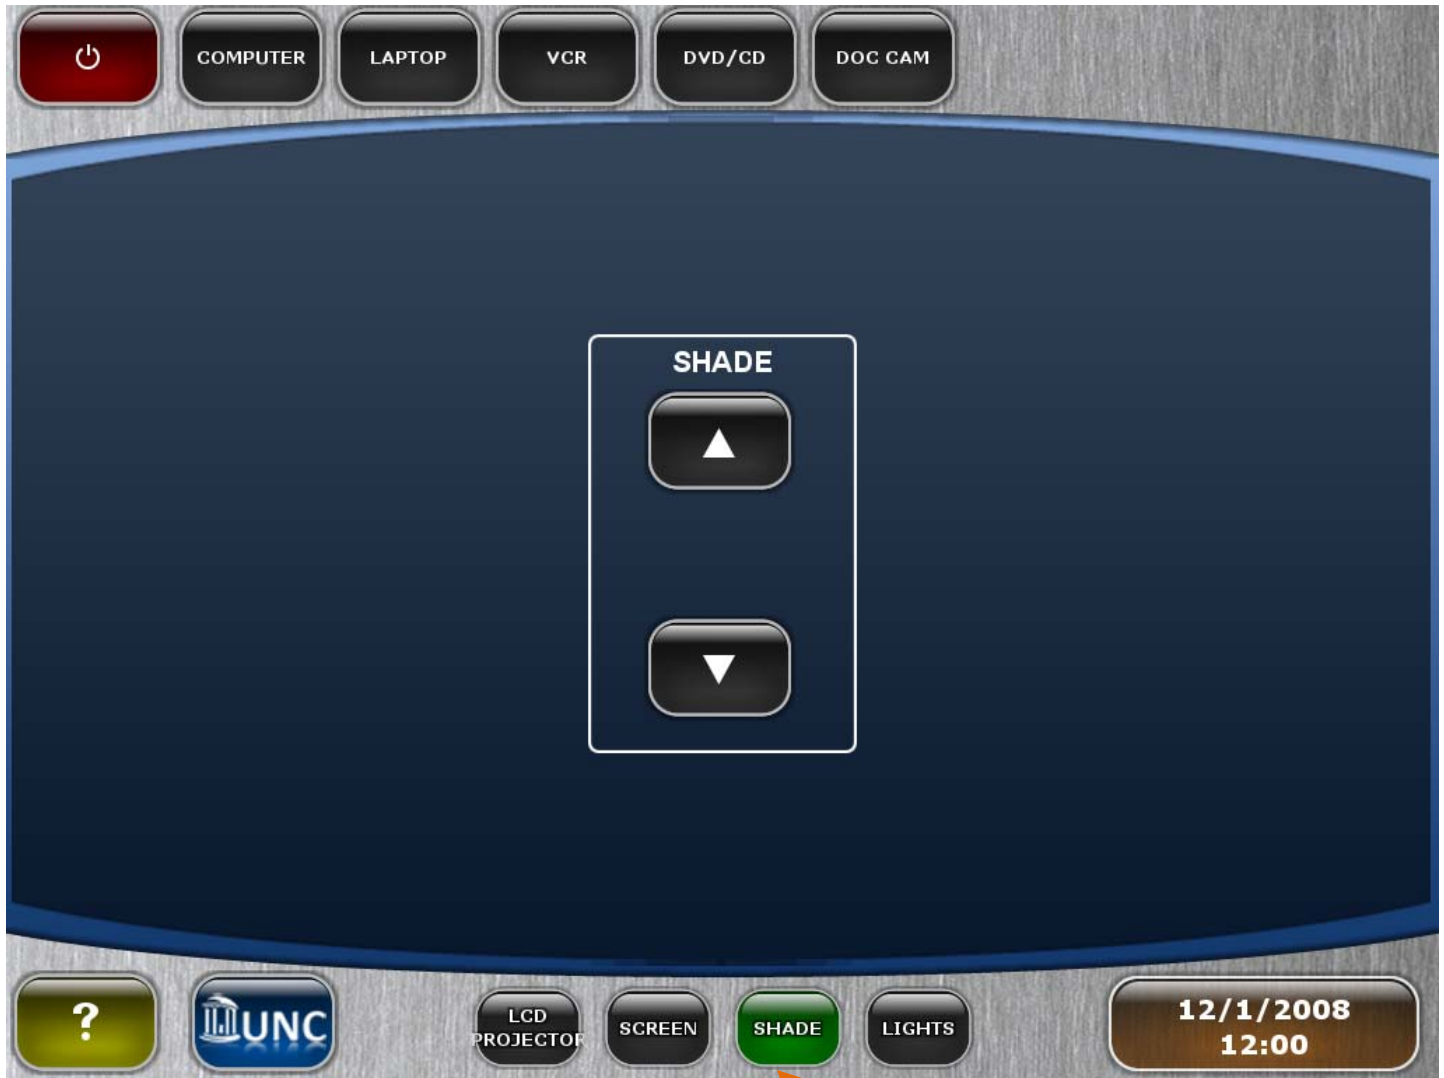 COMPUTER
LAPTOP
VCR
DVD/CD
DOC CAM
SHADE
?
UNC
LCD
PROJECTOR
SCREEN
SHADE
LIGHTS
12/1/2008
12:00